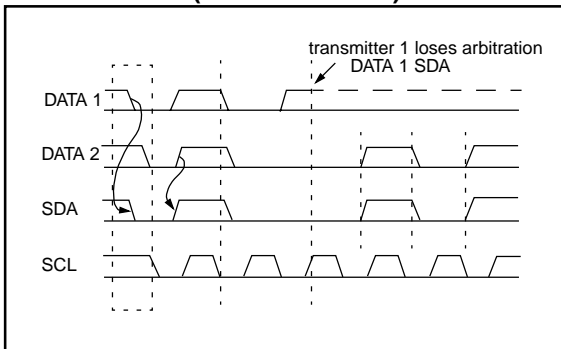 transmitter 1 loses arbitration
DATA 1 SDA
DATA 1
DATA 2
SDA
SCL